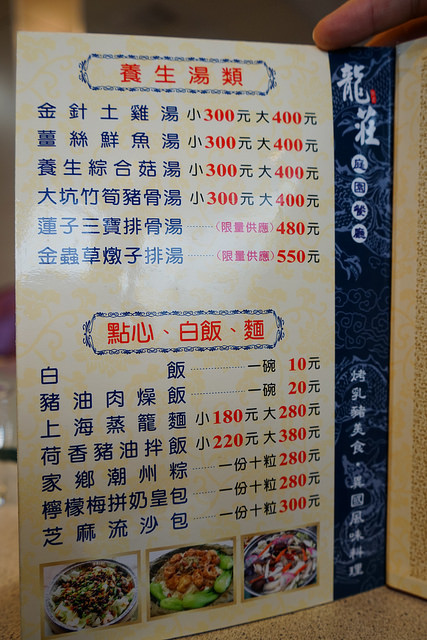 養生湯類
金針土雞湯 小300元 大400元
薑絲鮮魚湯 小300元 大400元
養生綜合菇湯 小300元 大400元
大坑竹筍豬骨湯 小300元 大400元
蓮子三寶排骨湯 ……… (限量供應) 480元
金蟲草燉子排湯 ……… (限量供應) 550元
點心、白飯、麵
白飯 ……… 一碗 10元
豬油肉燥飯 ……… 一碗 20元
上海蒸籠麵 小180元 大280元
荷香豬油拌飯 小220元 大380元
家鄉潮州粽 ……… 一份十粒 280元
檸檬梅拼奶皇包 ……… 一份十粒 280元
芝麻流沙包 ……… 一份十粒 300元
龍莊
庭園餐廳
烤乳豬美食 異國風味料理